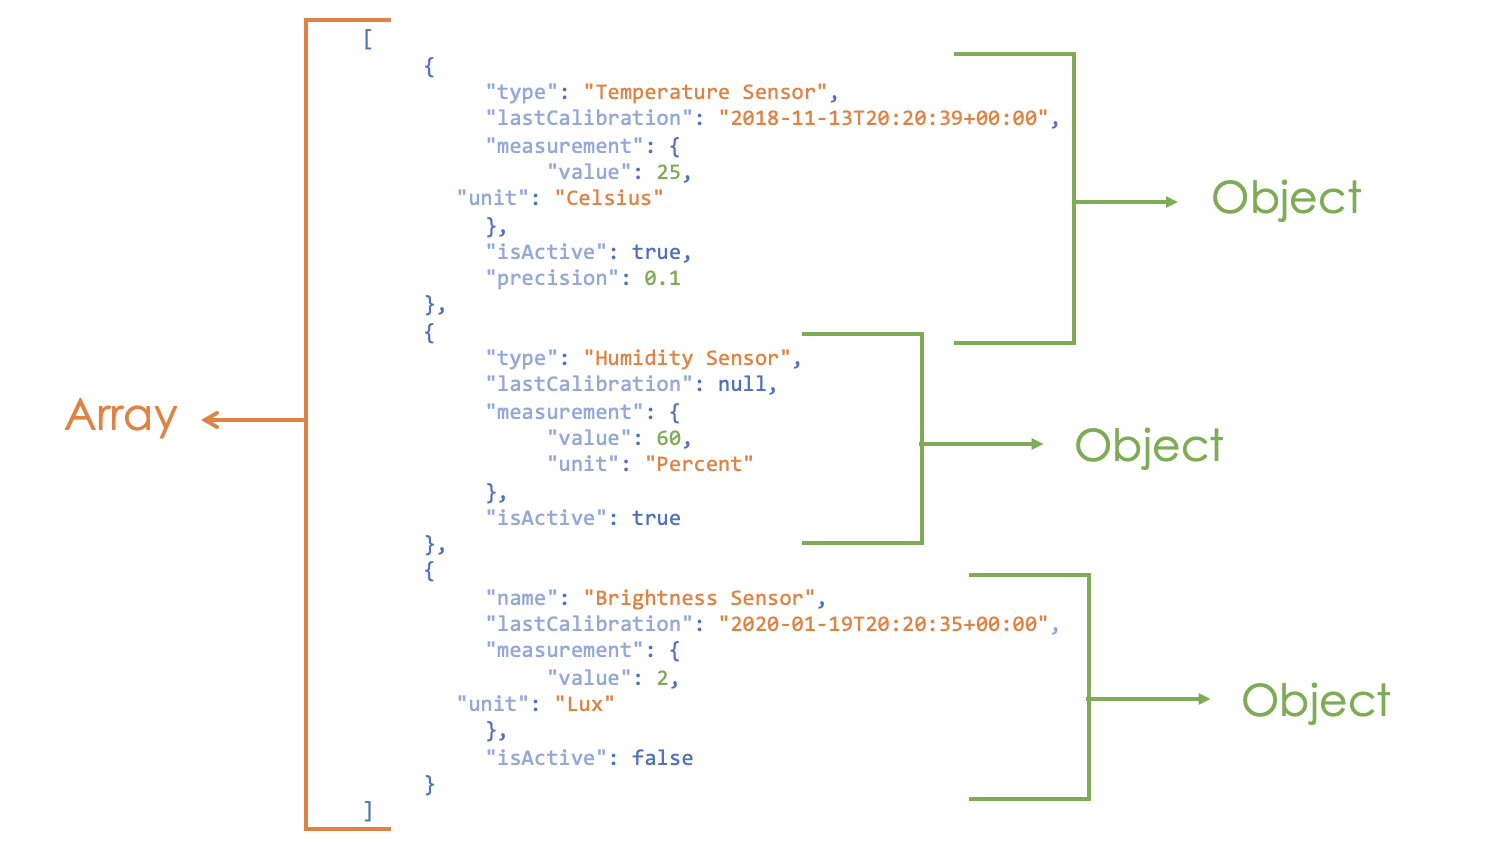 [
{
"type": "Temperature Sensor",
"lastCalibration": "2018-11-13T20:20:39+00:00",
"measurement": {
"value": 25,
"unit": "Celsius"
},
"isActive": true,
"precision": 0.1
},
{
"type": "Humidity Sensor",
"lastCalibration": null,
"measurement": {
"value": 60,
"unit": "Percent"
},
"isActive": true
},
{
"name": "Brightness Sensor",
"lastCalibration": "2020-01-19T20:20:35+00:00",
"measurement": {
"value": 2,
"unit": "Lux"
},
"isActive": false
}
]
Array
Object
Object
Object